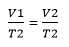 V1/T2 = V2/T2